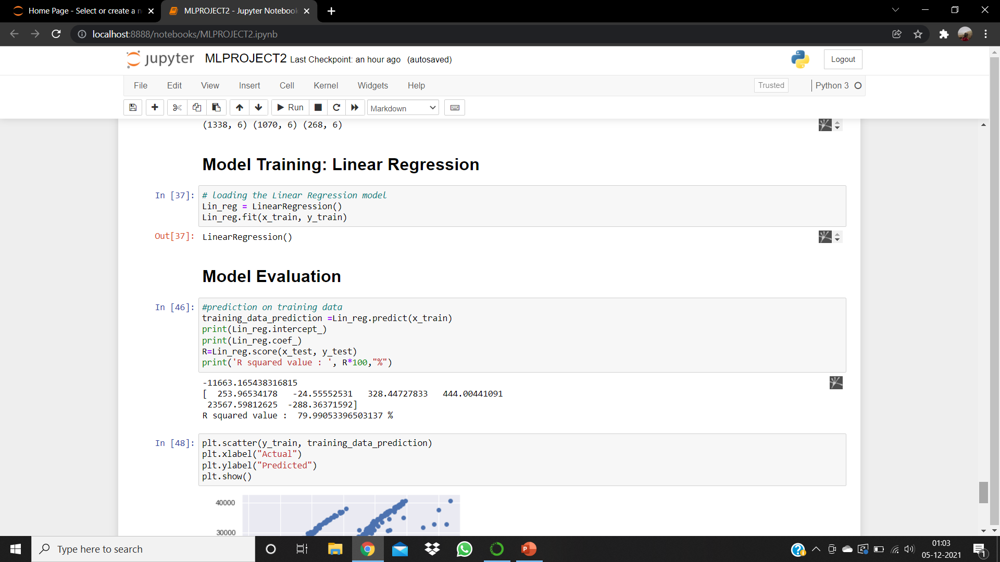 Home Page - Select or create a n
MLPROJECT2 - Jupyter Notebook
localhost:8888/notebooks/MLPROJECT2.ipynb
jupyter MLPROJECT2 Last Checkpoint: an hour ago (autosaved)
Logout
File Edit View Insert Cell Kernel Widgets Help
Trusted
Python 3
Run
Markdown
(1338, 6) (1070, 6) (268, 6)
Model Training: Linear Regression
In [37]: # loading the Linear Regression model
Lin_reg = LinearRegression()
Lin_reg.fit(x_train, y_train)
Out[37]: LinearRegression()
Model Evaluation
In [46]: #prediction on training data
training_data_prediction =Lin_reg.predict(x_train)
print(Lin_reg.intercept_)
print(Lin_reg.coef_)
R=Lin_reg.score(x_test, y_test)
print('R squared value : ', R*100,"%")
-11663.165438316815
[ 253.96534178 -24.55552531 328.44727833 444.00441091
23567.59812625 -288.36371592]
R squared value : 79.99053396503137 %
In [48]: plt.scatter(y_train, training_data_prediction)
plt.xlabel("Actual")
plt.ylabel("Predicted")
plt.show()
40000
30000
Type here to search
01:03
05-12-2021
1